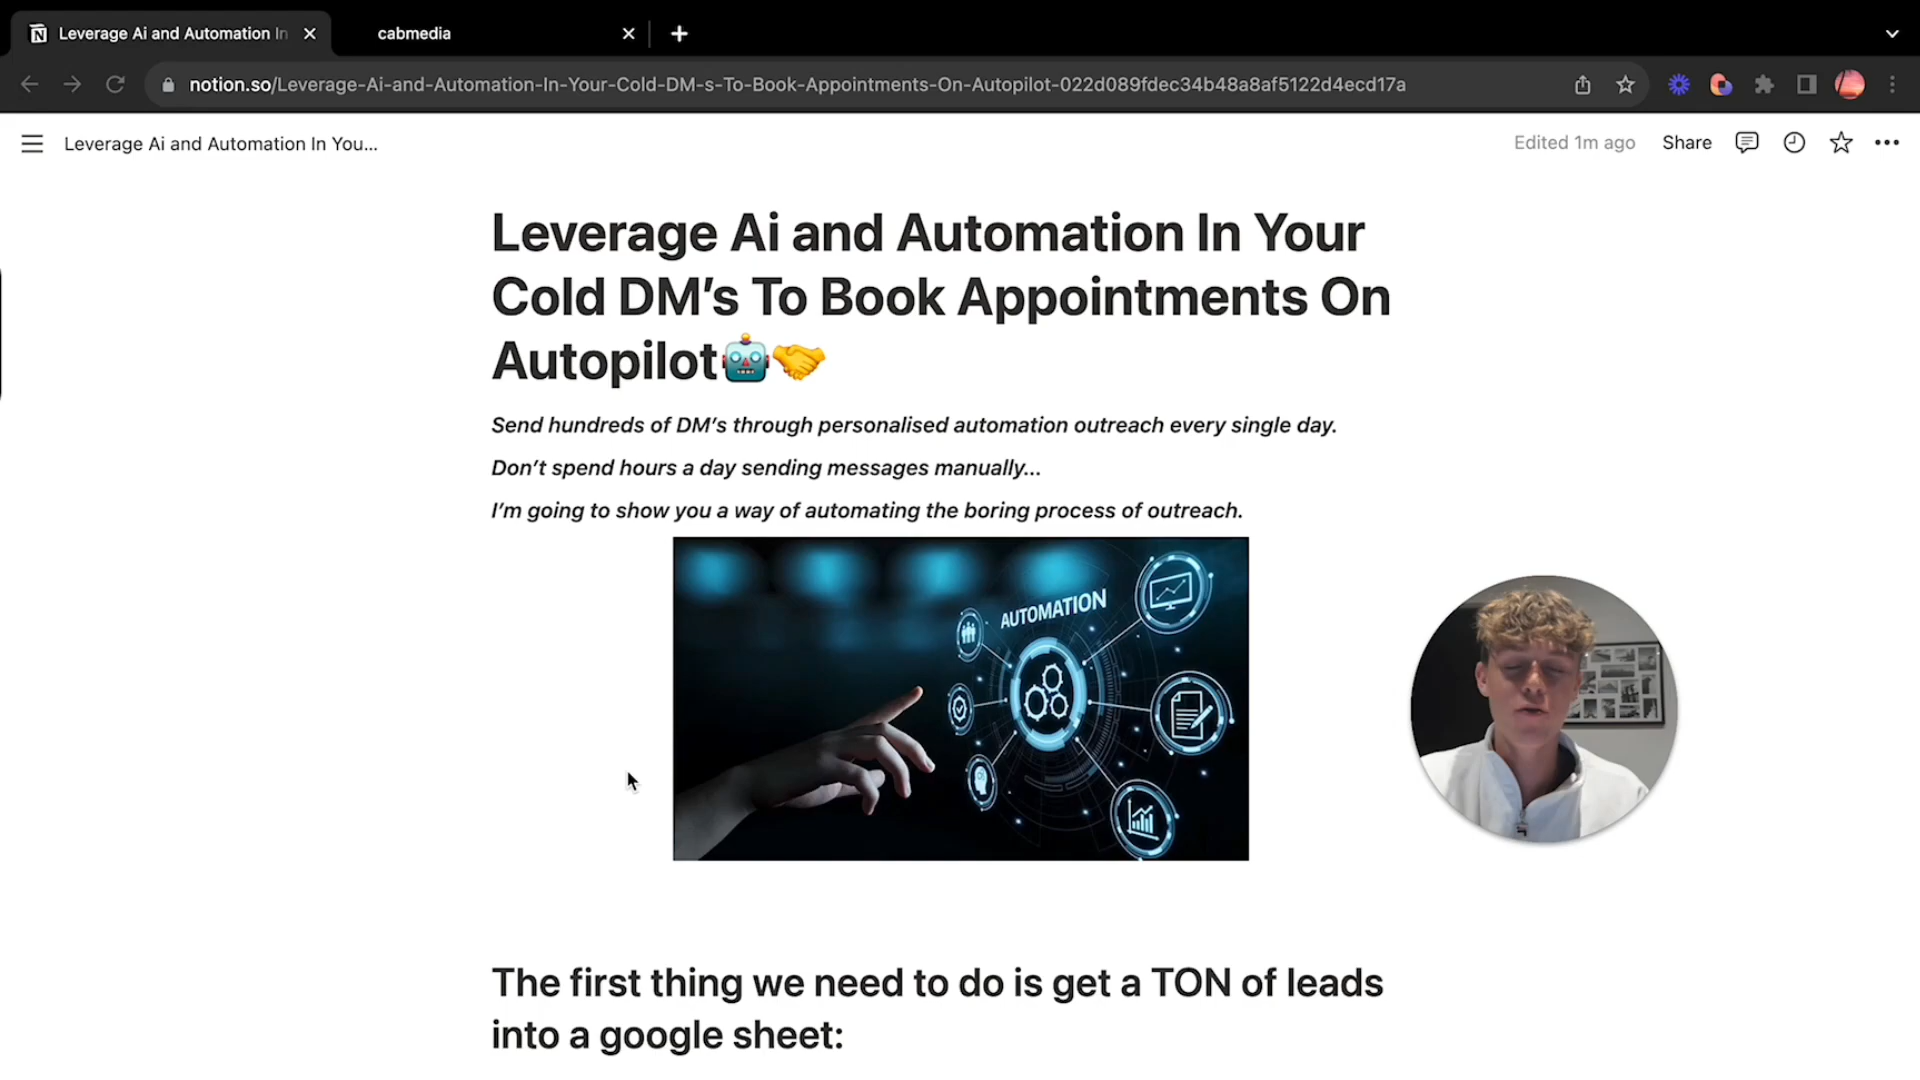 Leverage Ai and Automation In
cabmedia
notion.so/Leverage-Ai-and-Automation-In-Your-Cold-DM-s-To-Book-Appointments-On-Autopilot-022d089fdec34b48a8af5122d4ecd17a
Leverage Ai and Automation In You...
Edited 1m ago
Share
Leverage Ai and Automation In Your
Cold DM’s To Book Appointments On
Autopilot🤖🤝
Send hundreds of DM’s through personalised automation outreach every single day.
Don’t spend hours a day sending messages manually…
I’m going to show you a way of automating the boring process of outreach.
AUTOMATION
The first thing we need to do is get a TON of leads
into a google sheet: